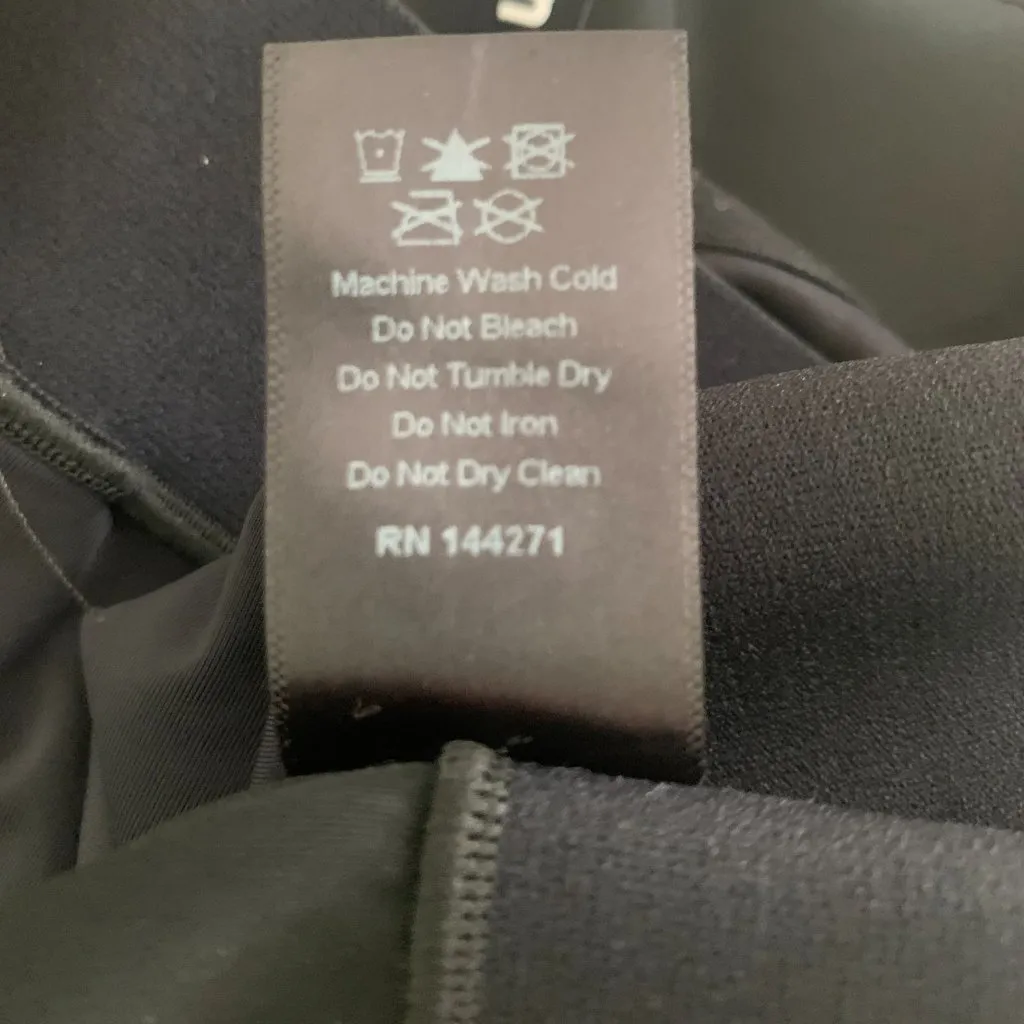 Machine Wash Cold
Do Not Bleach
Do Not Tumble Dry
Do Not Iron
Do Not Dry Clean
RN 144271